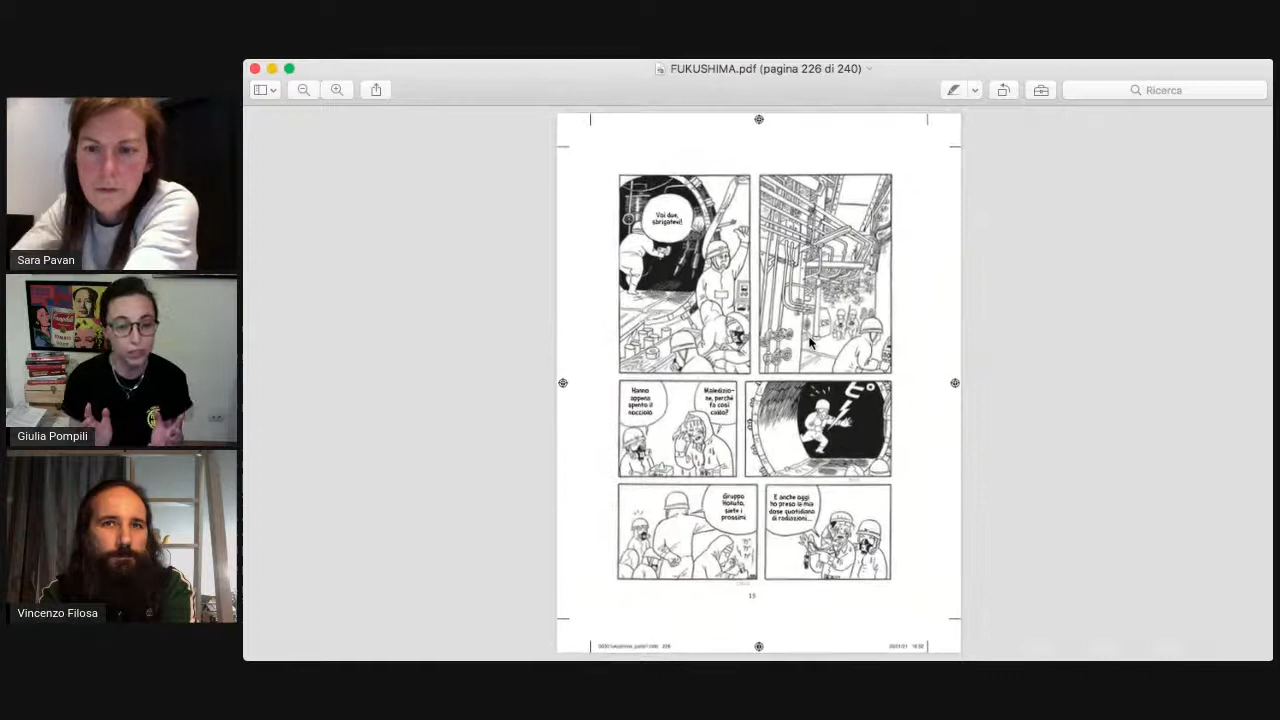 FUKUSHIMA.pdf (pagina 226 di 240)
Ricerca
Sara Pavan
Giulia Pompili
Vincenzo Filosa
Voi due,
sbrigatevi!
Hanno
appena
spento il
nocciolo
Maledizio-
ne, perché
fa così
caldo?
ピ
Gruppo
Hokuto,
siete i
prossimi
E anche oggi
ho preso la mia
dose quotidiana
di radiazioni...